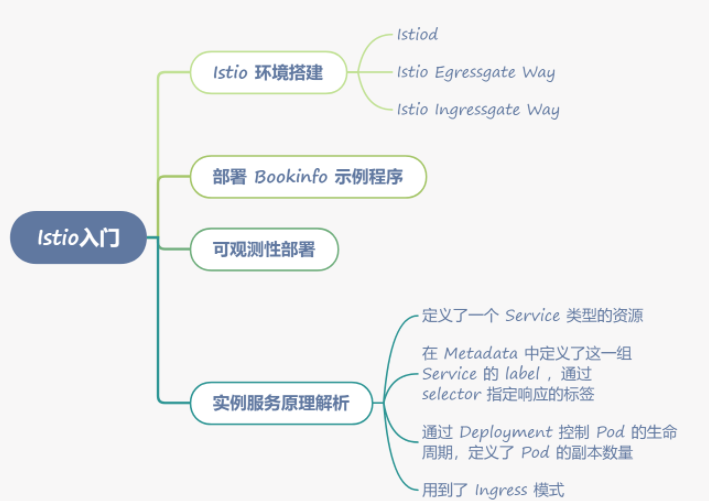 Istio入门
Istio 环境搭建
Istiod
Istio Egressgate Way
Istio Ingressgate Way
部署 Bookinfo 示例程序
可观测性部署
实例服务原理解析
定义了一个 Service 类型的资源
在 Metadata 中定义了这一组
Service 的 label ，通过
selector 指定响应的标签
通过 Deployment 控制 Pod 的生命
周期，定义了 Pod 的副本数量
用到了 Ingress 模式